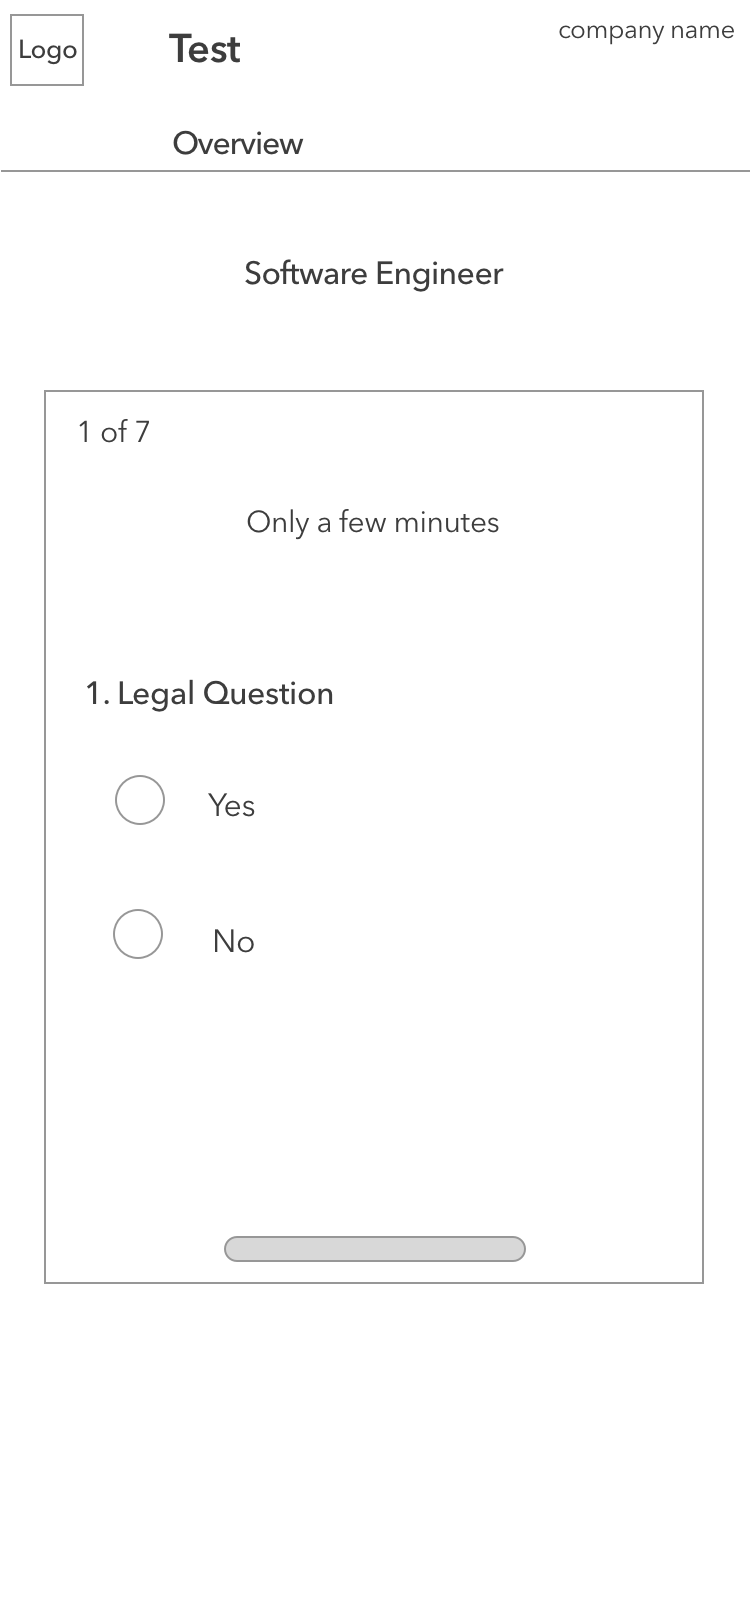 Logo
Test
company name
Overview
Software Engineer
1 of 7
Only a few minutes
1. Legal Question
Yes
No